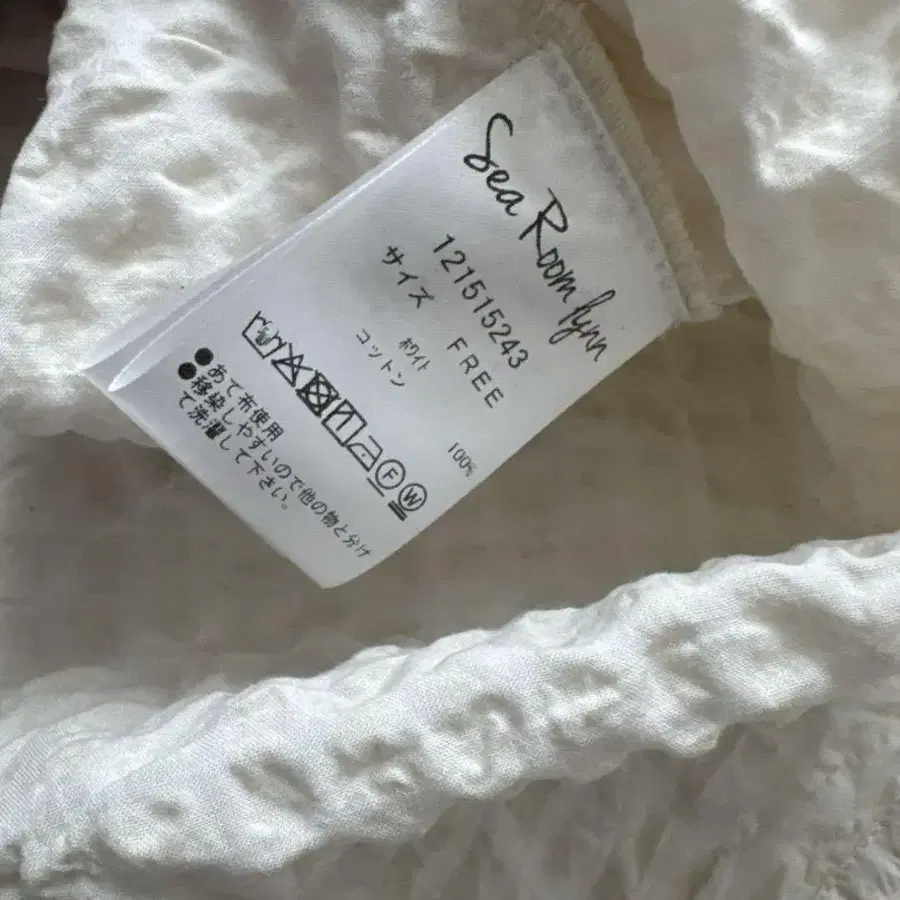 Sea Room lynn
121515243
サイズ FREE
ホワイト
コットン 100%
F W
●あて布使用
●移染しやすいので他の物と分け
て洗濯して下さい。